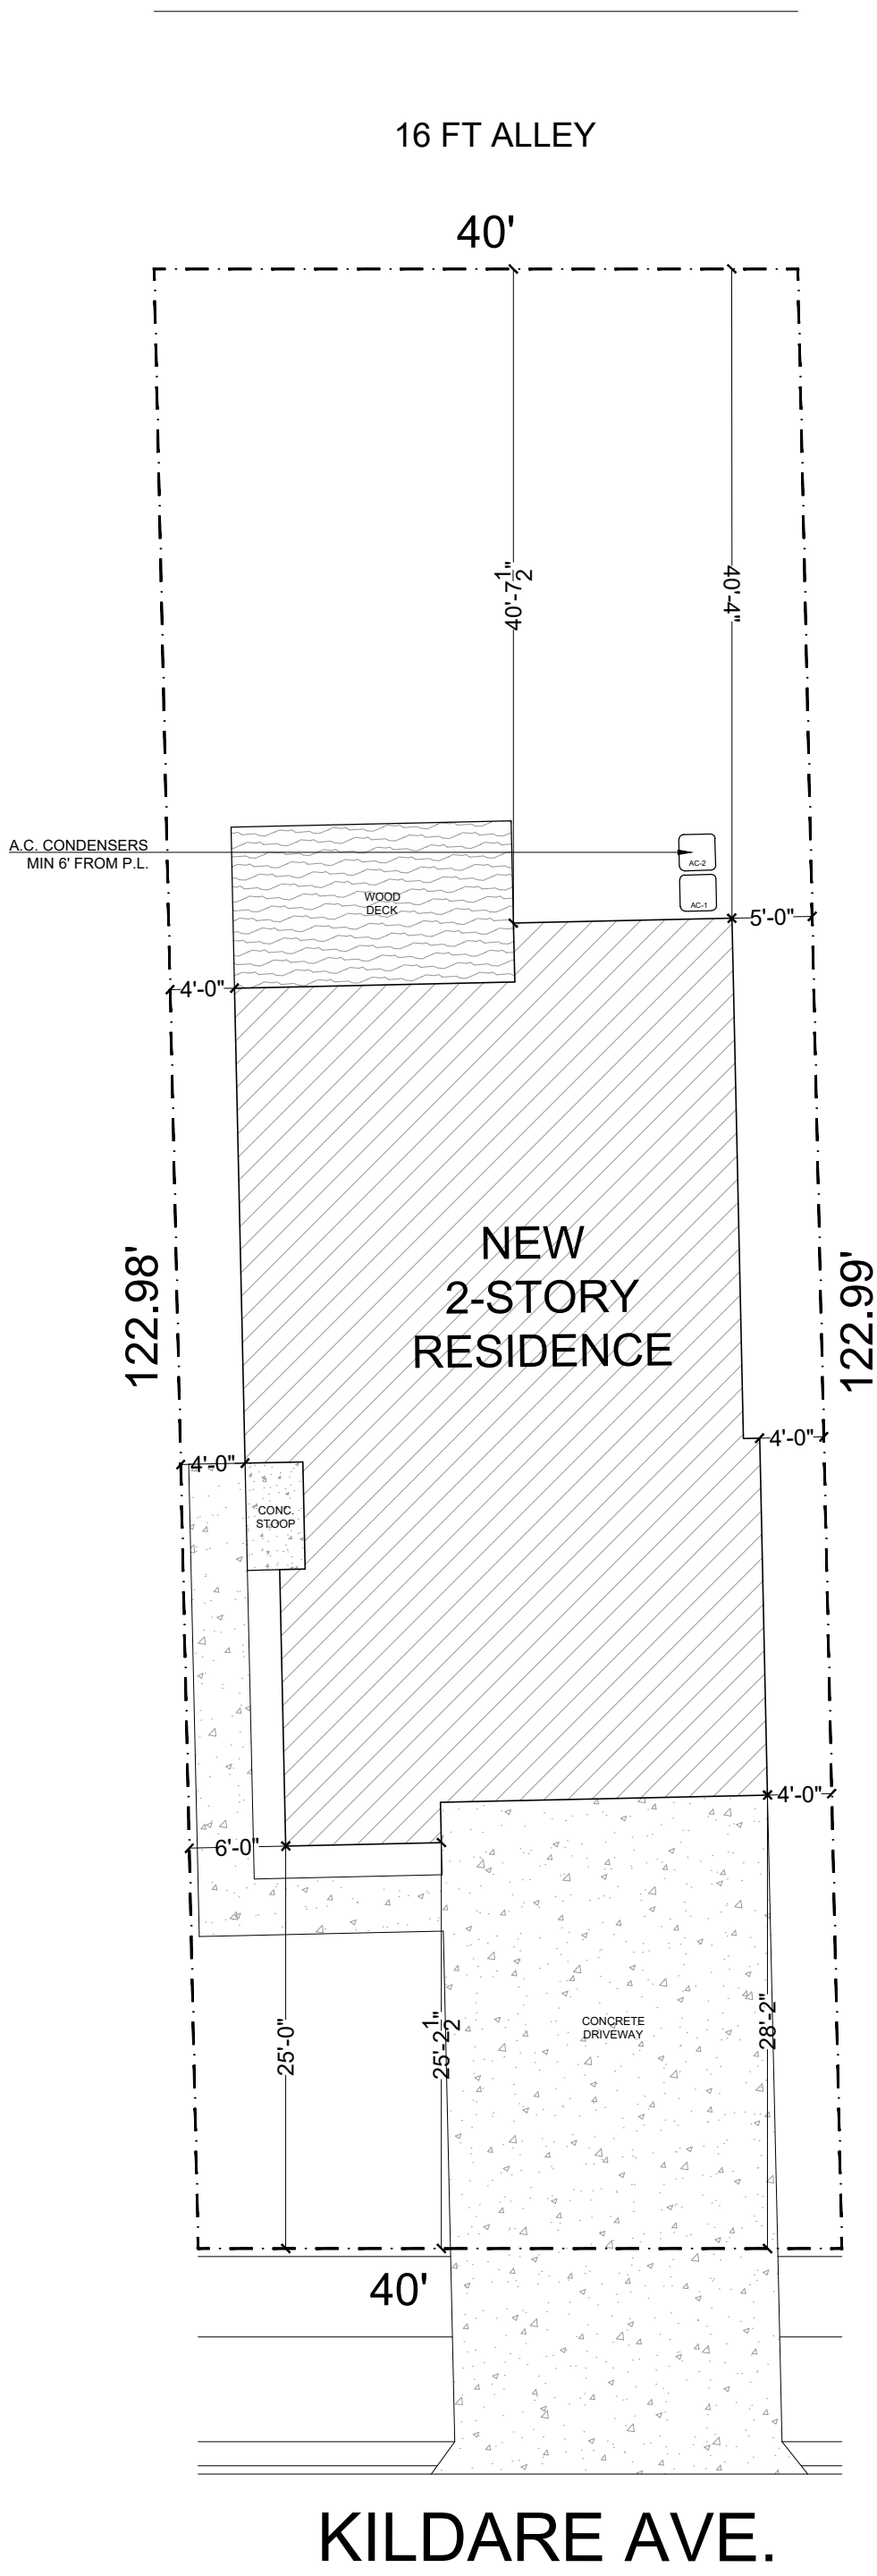 16 FT ALLEY
40'
40'-7 1/2"
40'-4"
A.C. CONDENSERS
MIN 6' FROM P.L.
AC-2
AC-1
WOOD
DECK
5'-0"
4'-0"
NEW
2-STORY
RESIDENCE
122.98'
122.99'
4'-0"
4'-0"
CONC.
STOOP
4'-0"
6'-0"
25'-0"
25'-2 1/2"
CONCRETE
DRIVEWAY
28'-2"
40'
KILDARE AVE.